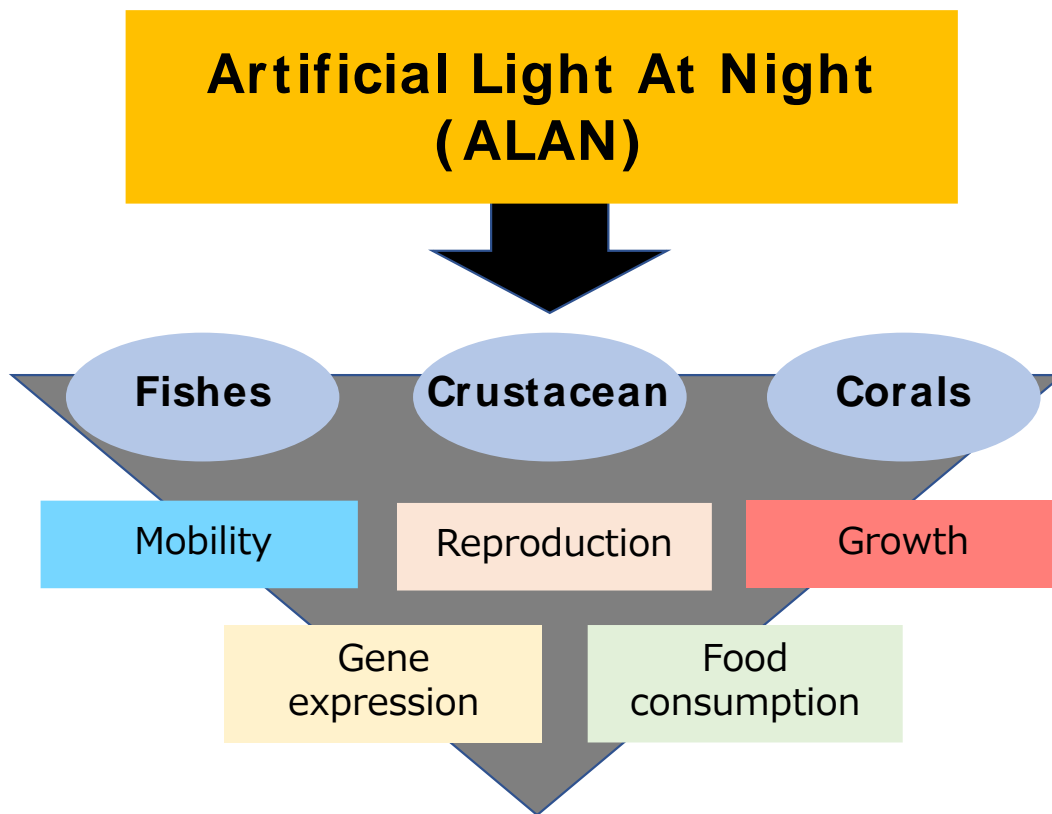 Artificial Light At Night
(ALAN)
Fishes
Crustacean
Corals
Mobility
Reproduction
Growth
Gene
expression
Food
consumption